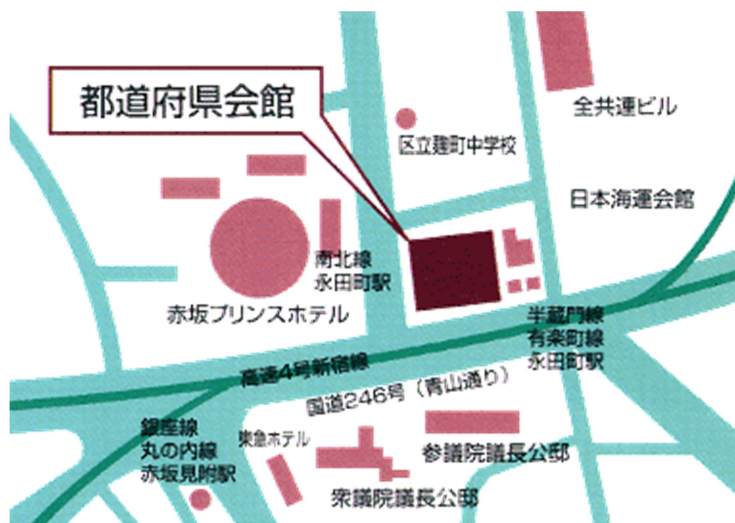 都道府県会館
全共連ビル
区立麹町中学校
日本海運会館
南北線
永田町駅
赤坂プリンスホテル
半蔵門線
有楽町線
永田町駅
高速4号新宿線
国道246号（青山通り）
銀座線
丸の内線
赤坂見附駅
東急ホテル
参議院議長公邸
衆議院議長公邸